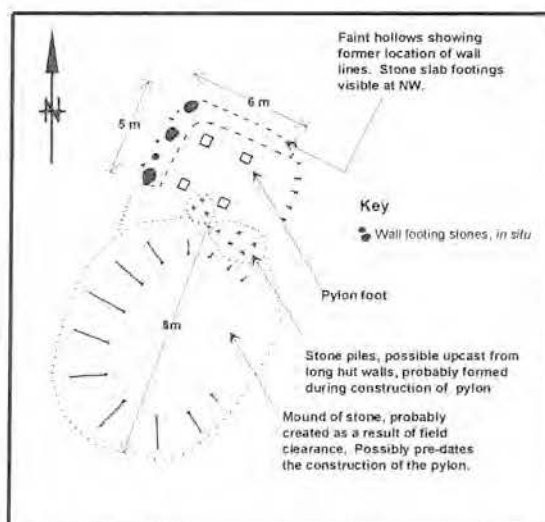 Faint hollows showing
former location of wall
lines. Stone slab footings
visible at NW.
N
6 m
5 m
Key
Wall footing stones, in situ
Pylon foot
8m
Stone piles, possible upcast from
long hut walls, probably formed
during construction of pylon
Mound of stone, probably
created as a result of field
clearance. Possibly pre-dates
the construction of the pylon.